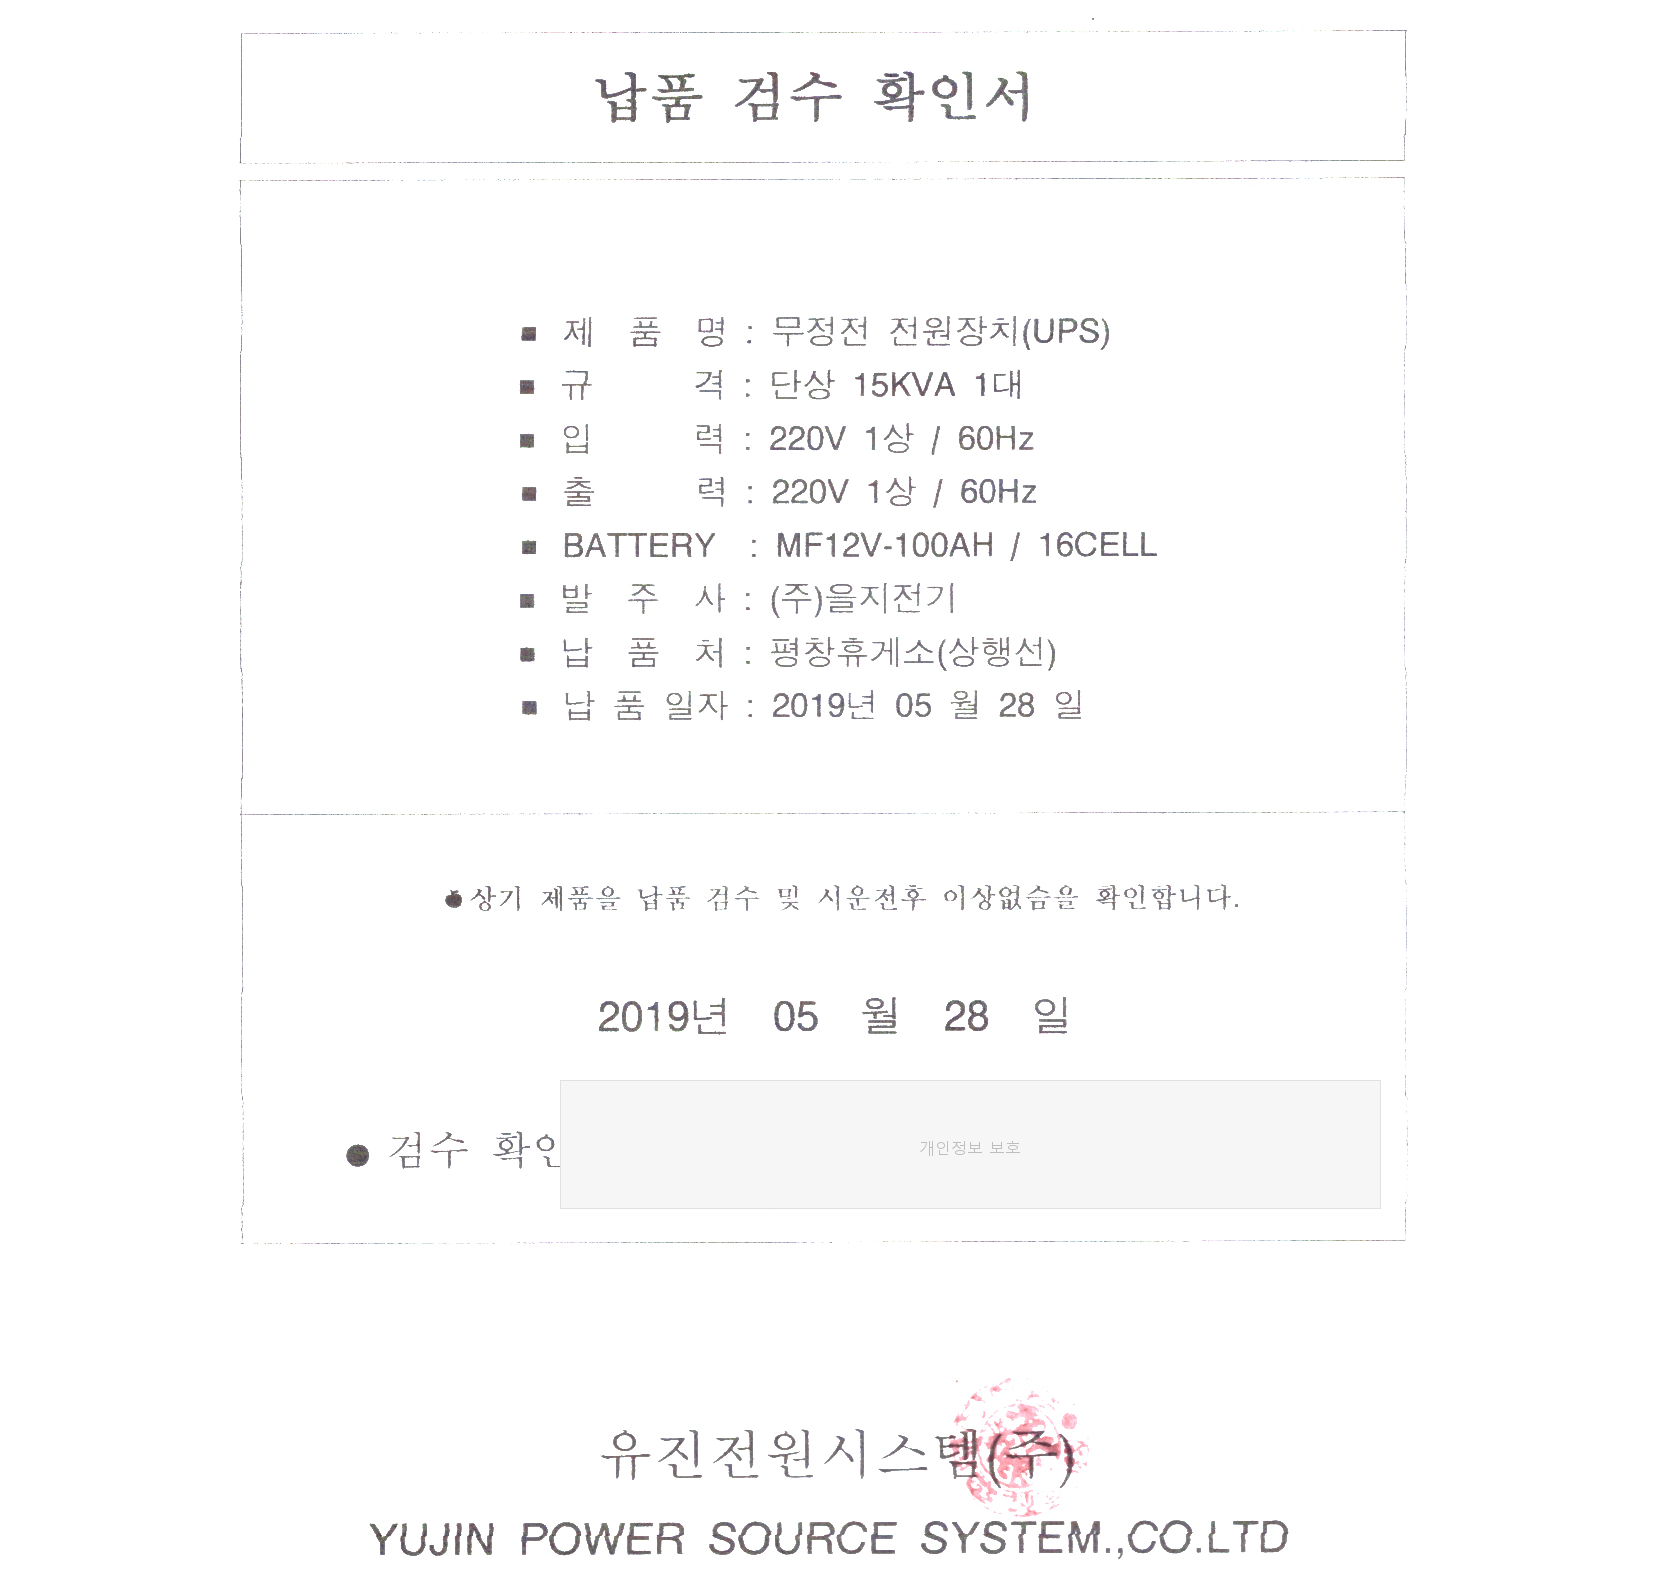 납품 검수 확인서
■ 제 품 명 : 무정전 전원장치(UPS)
■ 규 격 : 단상 15KVA 1대
■ 입 력 : 220V 1상 / 60Hz
■ 출 력 : 220V 1상 / 60Hz
■ BATTERY : MF12V-100AH / 16CELL
■ 발 주 사 : (주)을지전기
■ 납 품 처 : 평창휴게소(상행선)
■ 납 품 일자 : 2019년 05 월 28 일
●상기 제품을 납품 검수 및 시운전후 이상없슴을 확인합니다.
2019년 05 월 28 일
● 검수 확인
개인정보 보호
유진전원시스템(주)
YUJIN POWER SOURCE SYSTEM.,CO.LTD